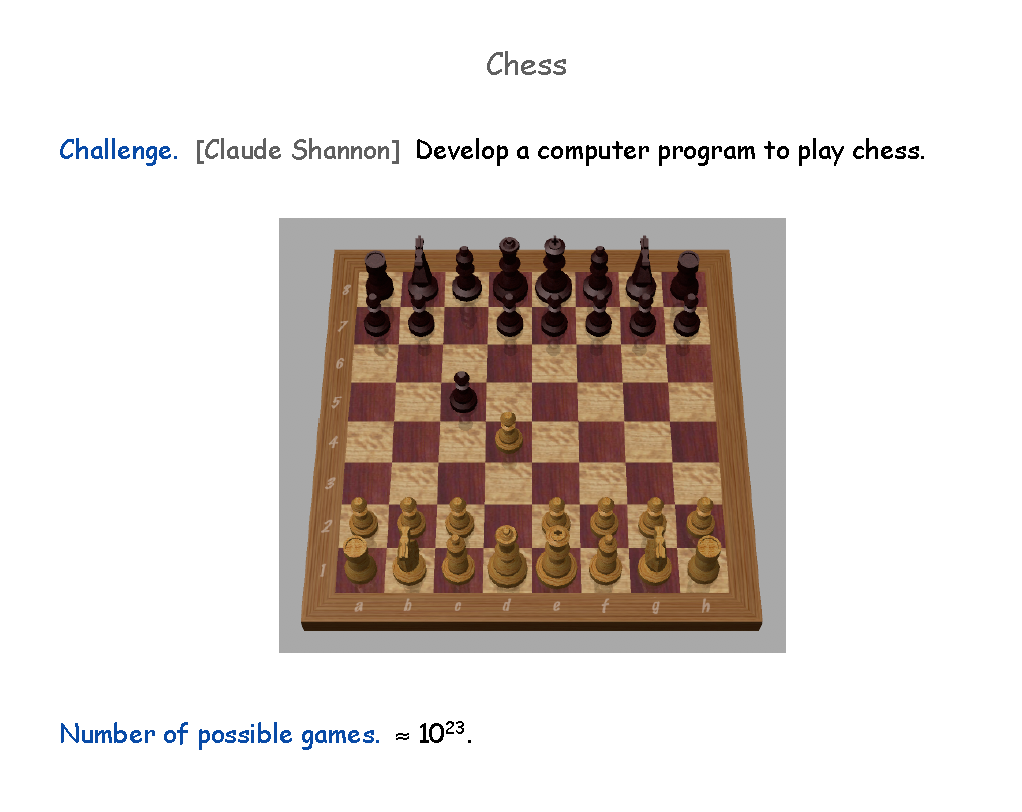 Chess
Challenge. [Claude Shannon] Develop a computer program to play chess.
8
7
6
5
4
3
2
1
a b c d e f g h
Number of possible games. ≈ 10²³.